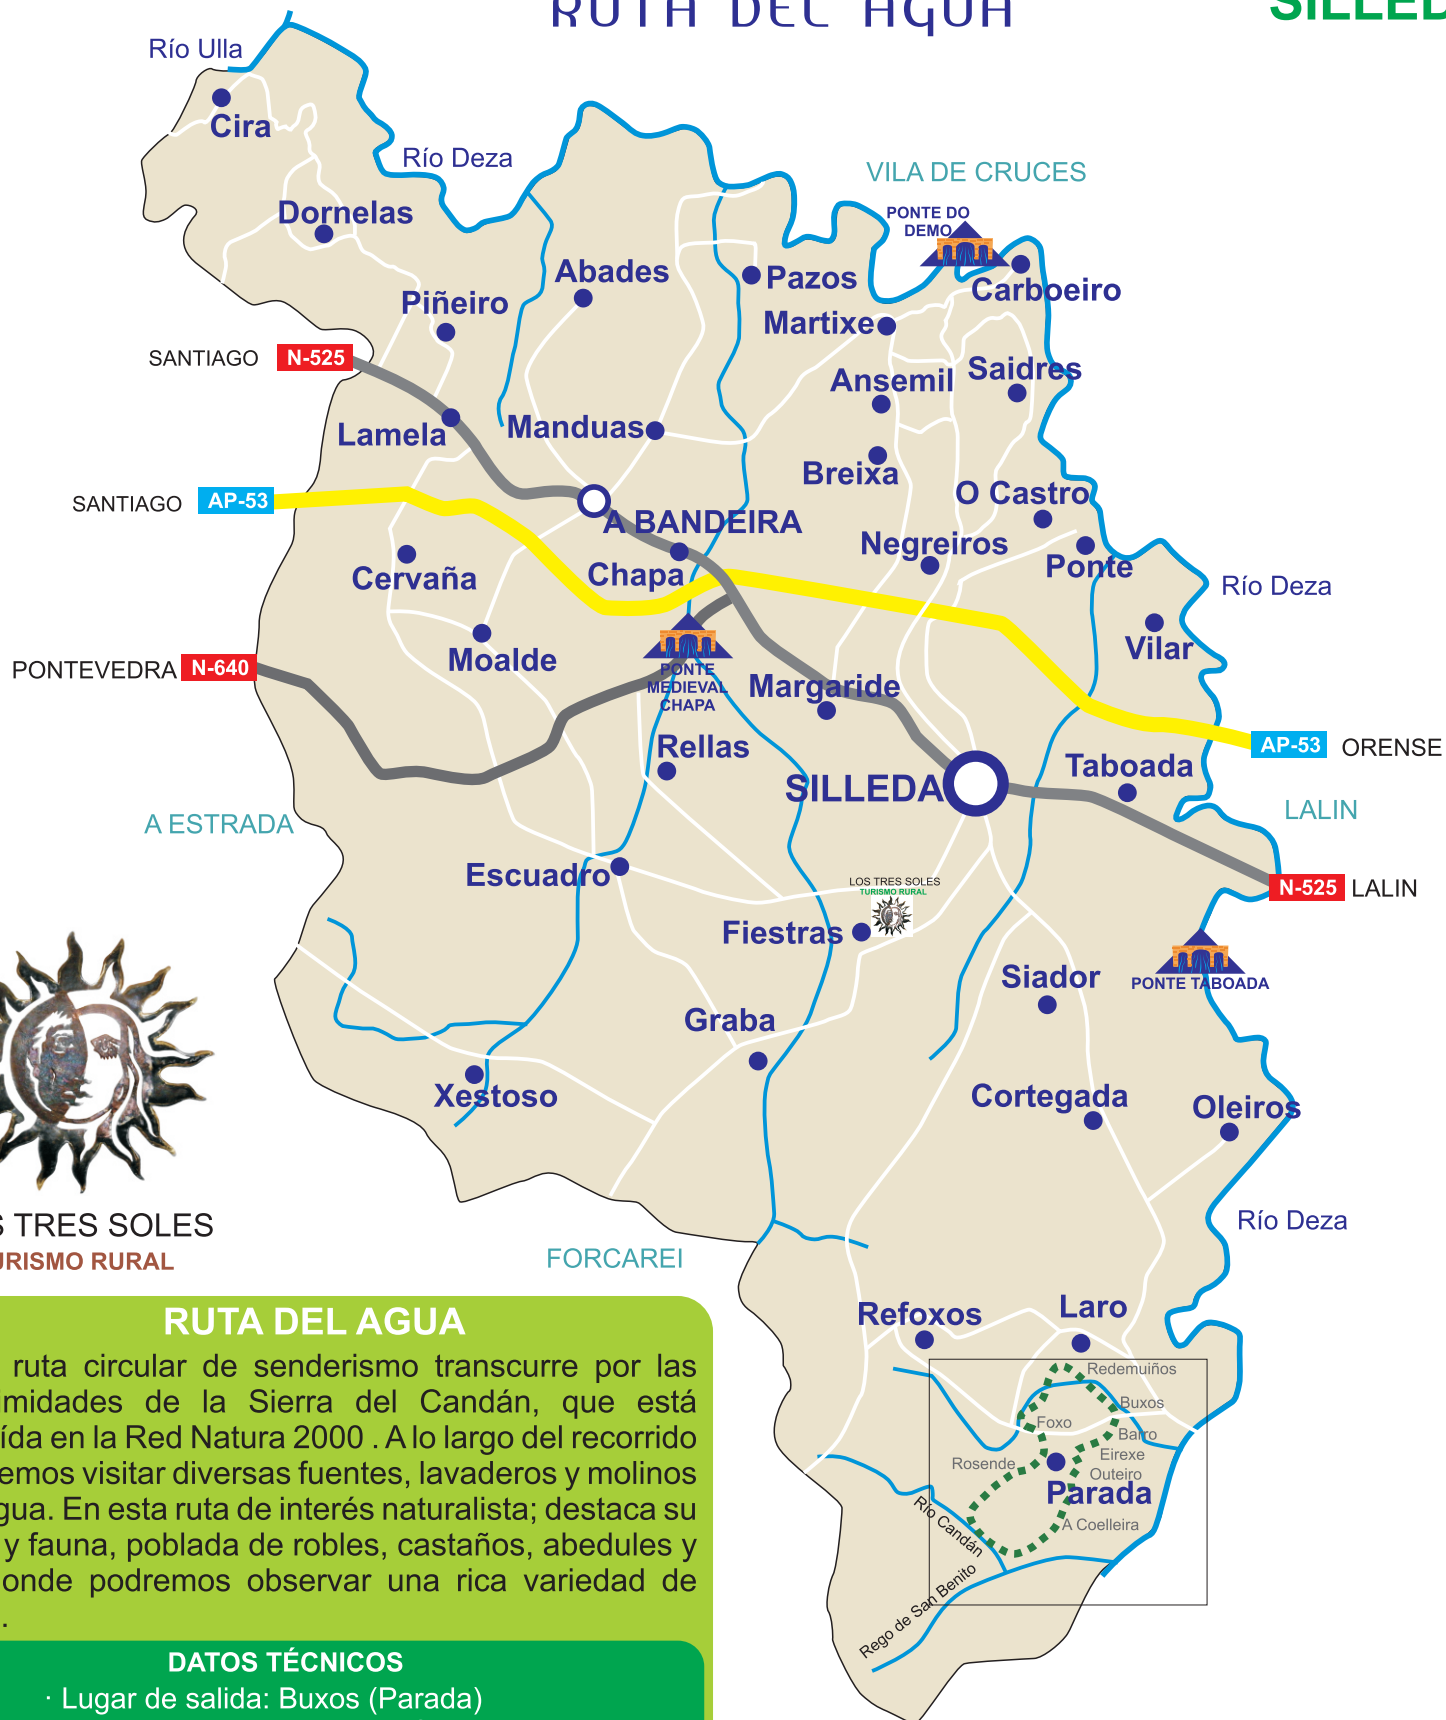 RUTA DEL AGUA
SILLED
Río Ulla
Cira
Río Deza
VILA DE CRUCES
Dornelas
PONTE DO
DEMO
Abades
Pazos
Carboeiro
Piñeiro
Martixe
SANTIAGO N-525
Saidres
Ansemil
Lamela
Manduas
Breixa
SANTIAGO AP-53
O Castro
A BANDEIRA
Negreiros
Cervaña
Chapa
Ponte
Río Deza
Vilar
Moalde
PONTEVEDRA N-640
PONTE
MEDIEVAL
CHAPA
Margaride
Rellas
AP-53 ORENSE
Taboada
SILLEDA
A ESTRADA
LALIN
Escuadro
LOS TRES SOLES
TURISMO RURAL
N-525 LALIN
Fiestras
Siador
PONTE TABOADA
Graba
Xestoso
Cortegada
Oleiros
S TRES SOLES
URISMO RURAL
Río Deza
FORCAREI
Refoxos
Laro
Redemuiños
Buxos
Foxo
Barro
Eirexe
Rosende
Outeiro
Parada
A Coelleira
Río Candán
Rego de San Benito
RUTA DEL AGUA
ruta circular de senderismo transcurre por las
imidades de la Sierra del Candán, que está
ída en la Red Natura 2000 . A lo largo del recorrido
emos visitar diversas fuentes, lavaderos y molinos
gua. En esta ruta de interés naturalista; destaca su
y fauna, poblada de robles, castaños, abedules y
onde podremos observar una rica variedad de
.
DATOS TÉCNICOS
· Lugar de salida: Buxos (Parada)